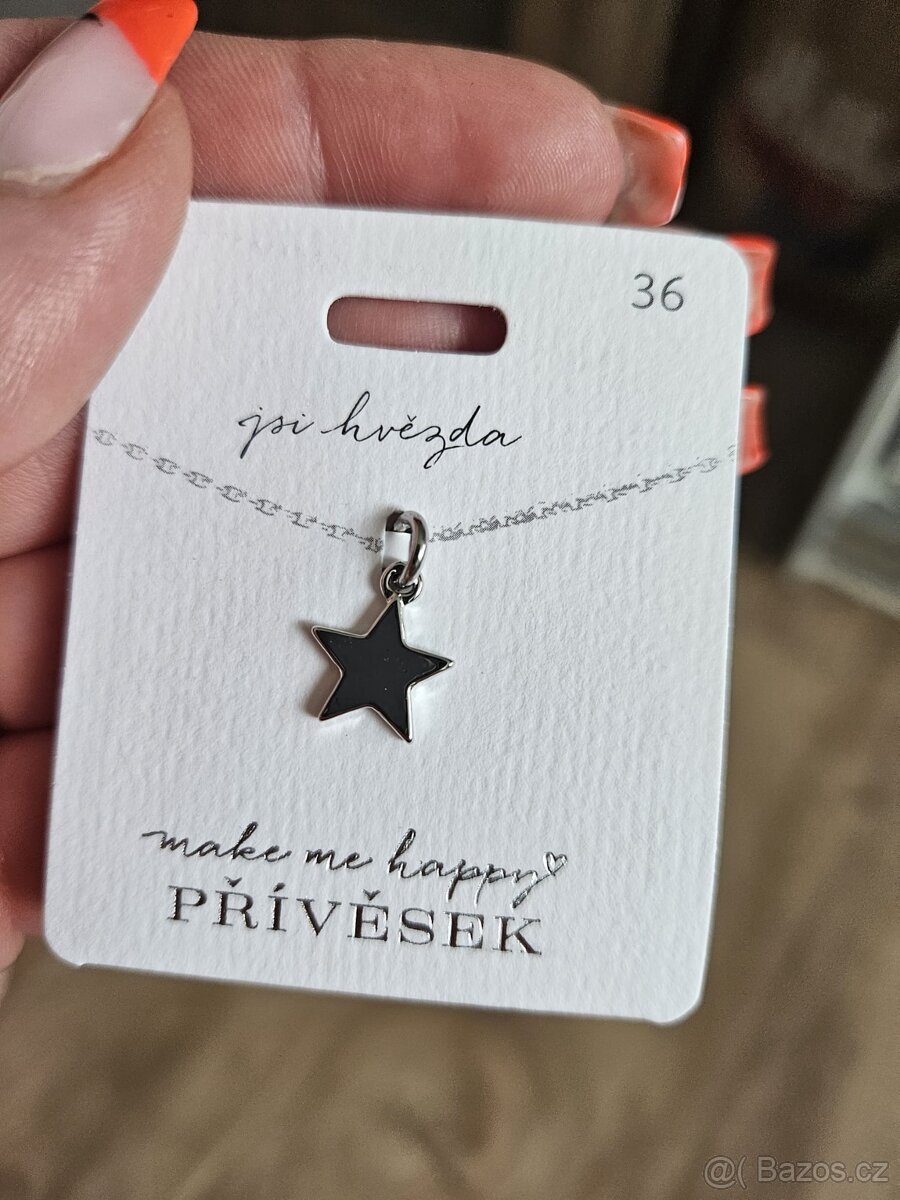 36
jsi hvězda
make me happy♡
PŘÍVĚSEK
@( Bazos.cz